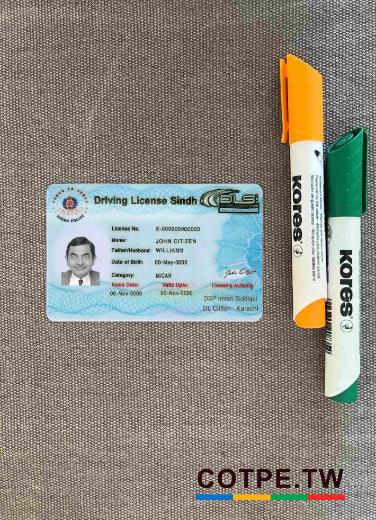 Driving License Sindh
DLS
SINDH POLICE
License No. E-000000000000
Name: JOHN CITIZEN
Father/Husband: WILLIAMS
Date of Birth: 00-May-0000
Category: M/CAR
Issue Date: Valid Upto: Licensing Authority
00-Nov-0000 00-Nov-0000
DSP Imran Siddiqui
DL Clifton Karachi
kores
kores
COTPE.TW